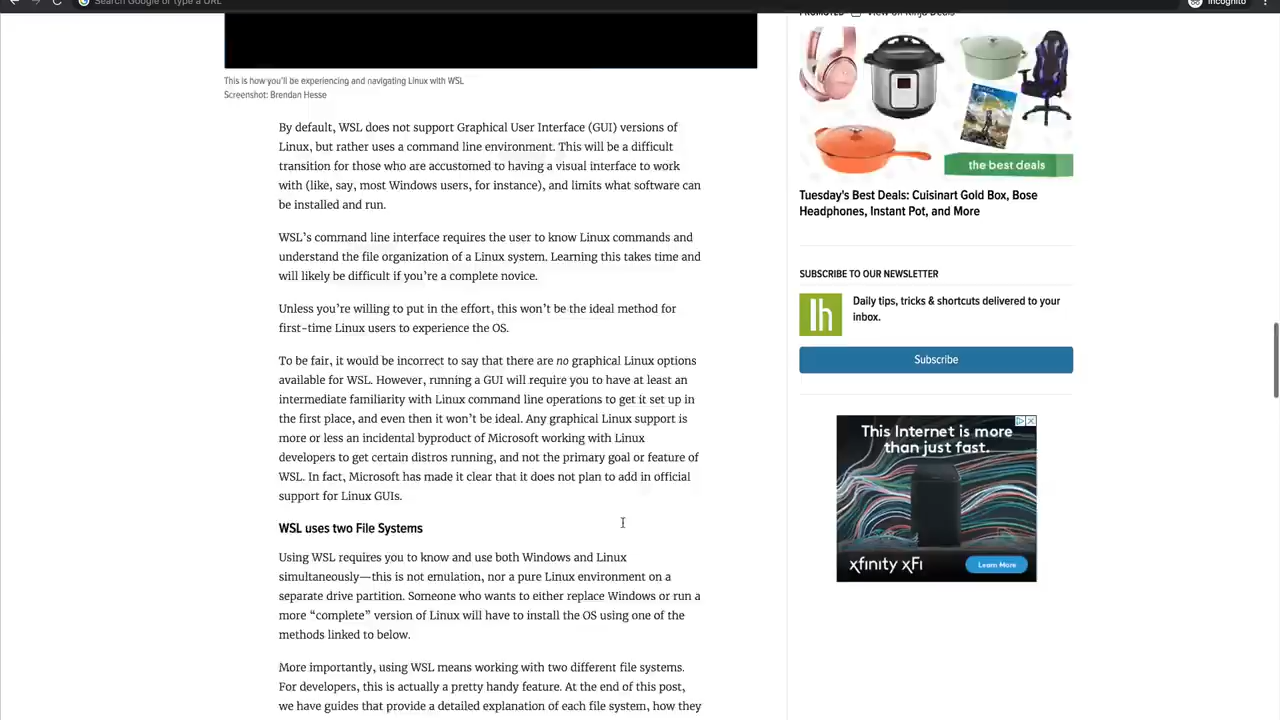 Search Google or type a URL
Incognito
This is how you'll be experiencing and navigating Linux with WSL
Screenshot: Brendan Hesse
By default, WSL does not support Graphical User Interface (GUI) versions of
Linux, but rather uses a command line environment. This will be a difficult
transition for those who are accustomed to having a visual interface to work
with (like, say, most Windows users, for instance), and limits what software can
be installed and run.
WSL's command line interface requires the user to know Linux commands and
understand the file organization of a Linux system. Learning this takes time and
will likely be difficult if you're a complete novice.
Unless you're willing to put in the effort, this won't be the ideal method for
first-time Linux users to experience the OS.
To be fair, it would be incorrect to say that there are no graphical Linux options
available for WSL. However, running a GUI will require you to have at least an
intermediate familiarity with Linux command line operations to get it set up in
the first place, and even then it won't be ideal. Any graphical Linux support is
more or less an incidental byproduct of Microsoft working with Linux
developers to get certain distros running, and not the primary goal or feature of
WSL. In fact, Microsoft has made it clear that it does not plan to add in official
support for Linux GUIs.
WSL uses two File Systems
Using WSL requires you to know and use both Windows and Linux
simultaneously—this is not emulation, nor a pure Linux environment on a
separate drive partition. Someone who wants to either replace Windows or run a
more “complete” version of Linux will have to install the OS using one of the
methods linked to below.
More importantly, using WSL means working with two different file systems.
For developers, this is actually a pretty handy feature. At the end of this post,
we have guides that provide a detailed explanation of each file system, how they
PROMOTED View on Kinja Deals
the best deals
Tuesday's Best Deals: Cuisinart Gold Box, Bose
Headphones, Instant Pot, and More
SUBSCRIBE TO OUR NEWSLETTER
lh
Daily tips, tricks & shortcuts delivered to your
inbox.
Subscribe
This Internet is more
than just fast.
xfinity xFi
Learn More